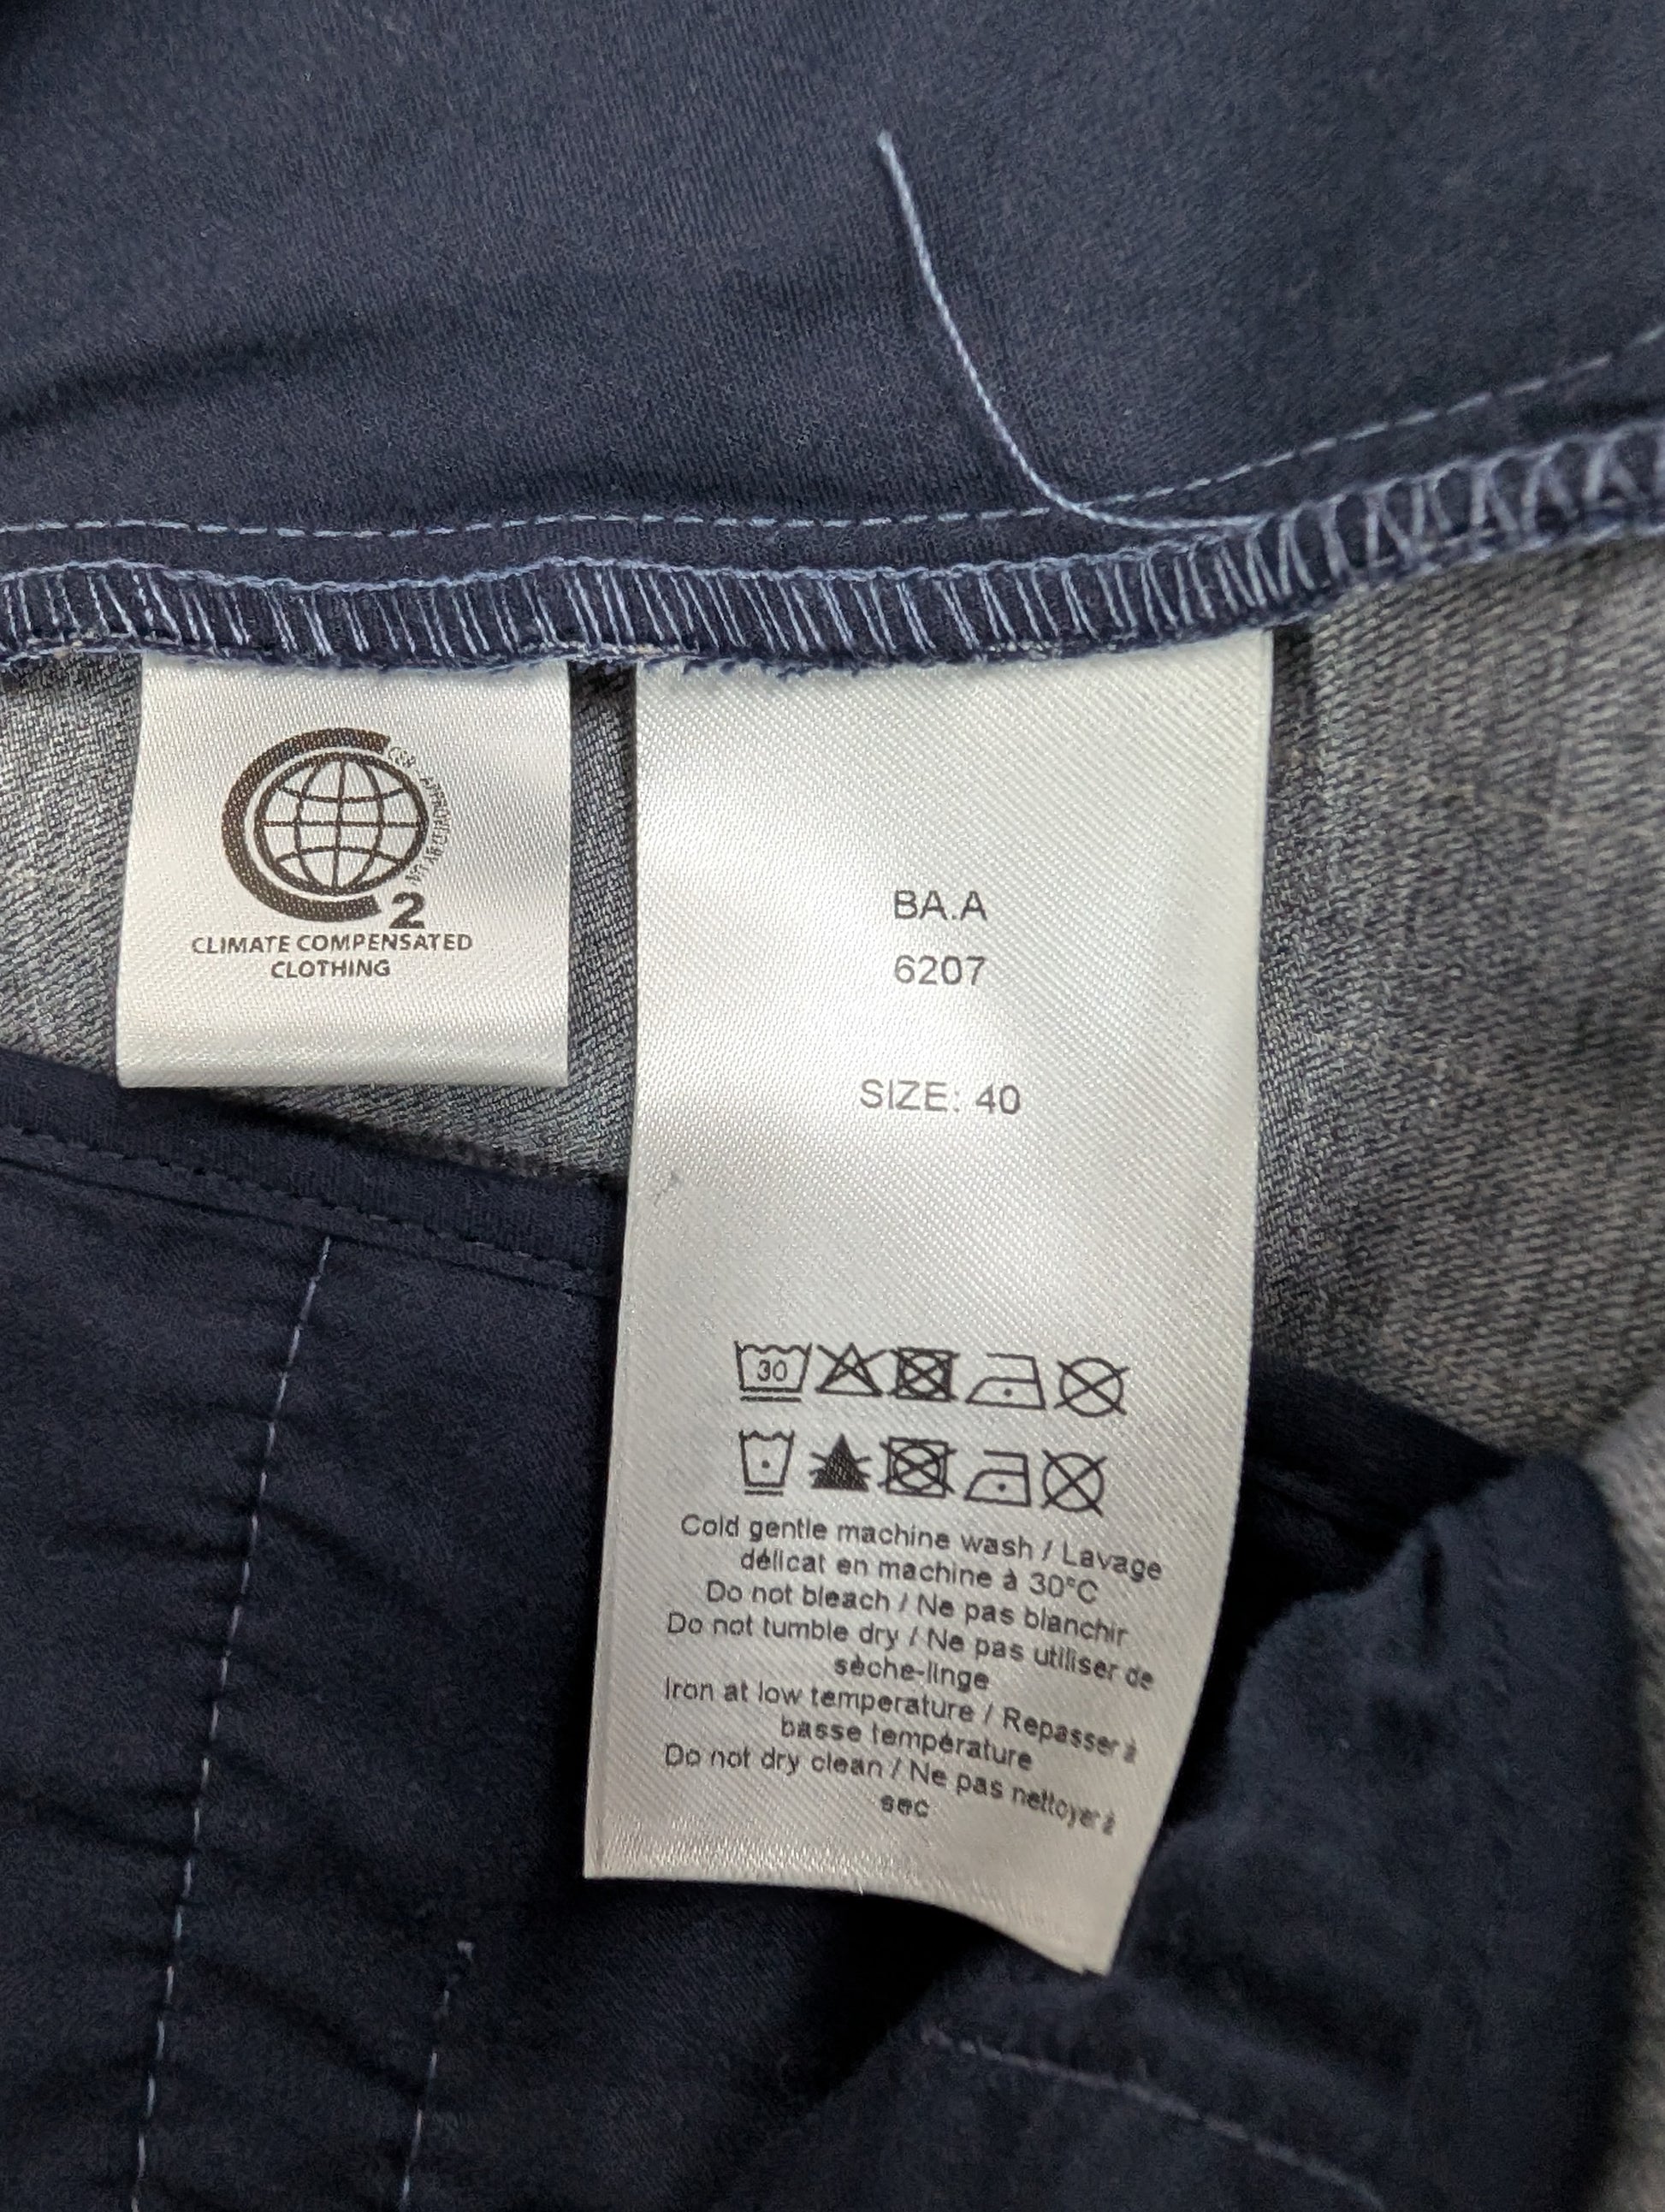 2
CLIMATE COMPENSATED
CLOTHING
BA.A
6207
SIZE: 40
30
Cold gentle machine wash / Lavage
délicat en machine à 30°C
Do not bleach / Ne pas blanchir
Do not tumble dry / Ne pas utiliser de
sèche-linge
Iron at low temperature / Repasser à
basse température
Do not dry clean / Ne pas nettoyer à
sec